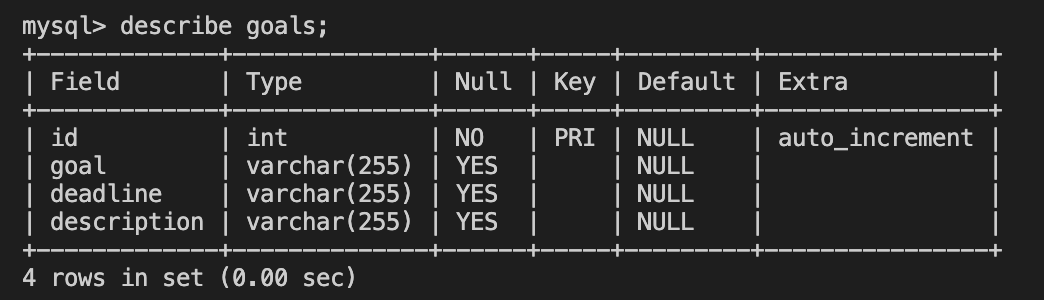 mysql> describe goals;
+-------------+--------------+------+-----+---------+----------------+
| Field       | Type         | Null | Key | Default | Extra          |
+-------------+--------------+------+-----+---------+----------------+
| id          | int          | NO   | PRI | NULL    | auto_increment |
| goal        | varchar(255) | YES  |     | NULL    |                |
| deadline    | varchar(255) | YES  |     | NULL    |                |
| description | varchar(255) | YES  |     | NULL    |                |
+-------------+--------------+------+-----+---------+----------------+
4 rows in set (0.00 sec)